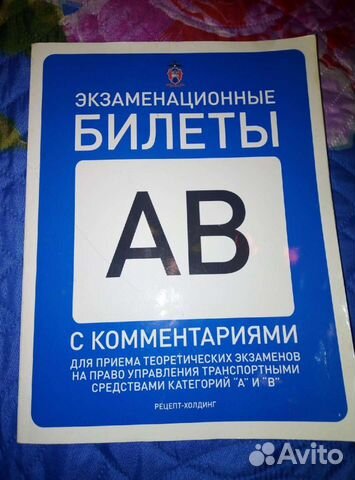 ЭКЗАМЕНАЦИОННЫЕ
БИЛЕТЫ
АВ
С КОММЕНТАРИЯМИ
ДЛЯ ПРИЕМА ТЕОРЕТИЧЕСКИХ ЭКЗАМЕНОВ
НА ПРАВО УПРАВЛЕНИЯ ТРАНСПОРТНЫМИ
СРЕДСТВАМИ КАТЕГОРИЙ "А" И "В"
РЕЦЕПТ-ХОЛДИНГ
Avito